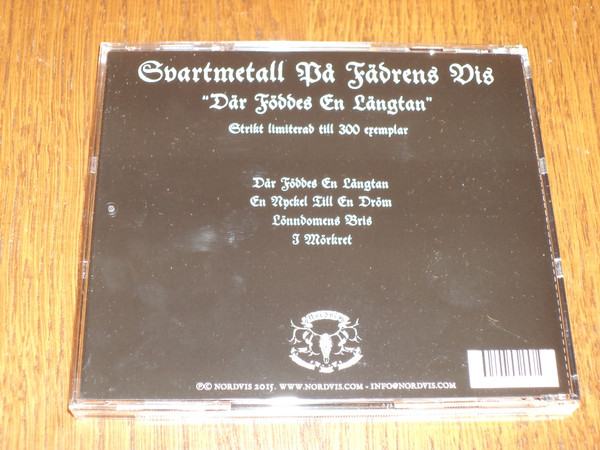 Svartmetall På Fädrens Vis
"Där Föddes En Längtan"
Strikt limiterad till 300 exemplar
Där Föddes En Längtan
En Nyckel Till En Dröm
Lönndomens Bris
I Mörkret
Nordvis
℗© NORDVIS 2015. WWW.NORDVIS.COM - INFO@NORDVIS.COM